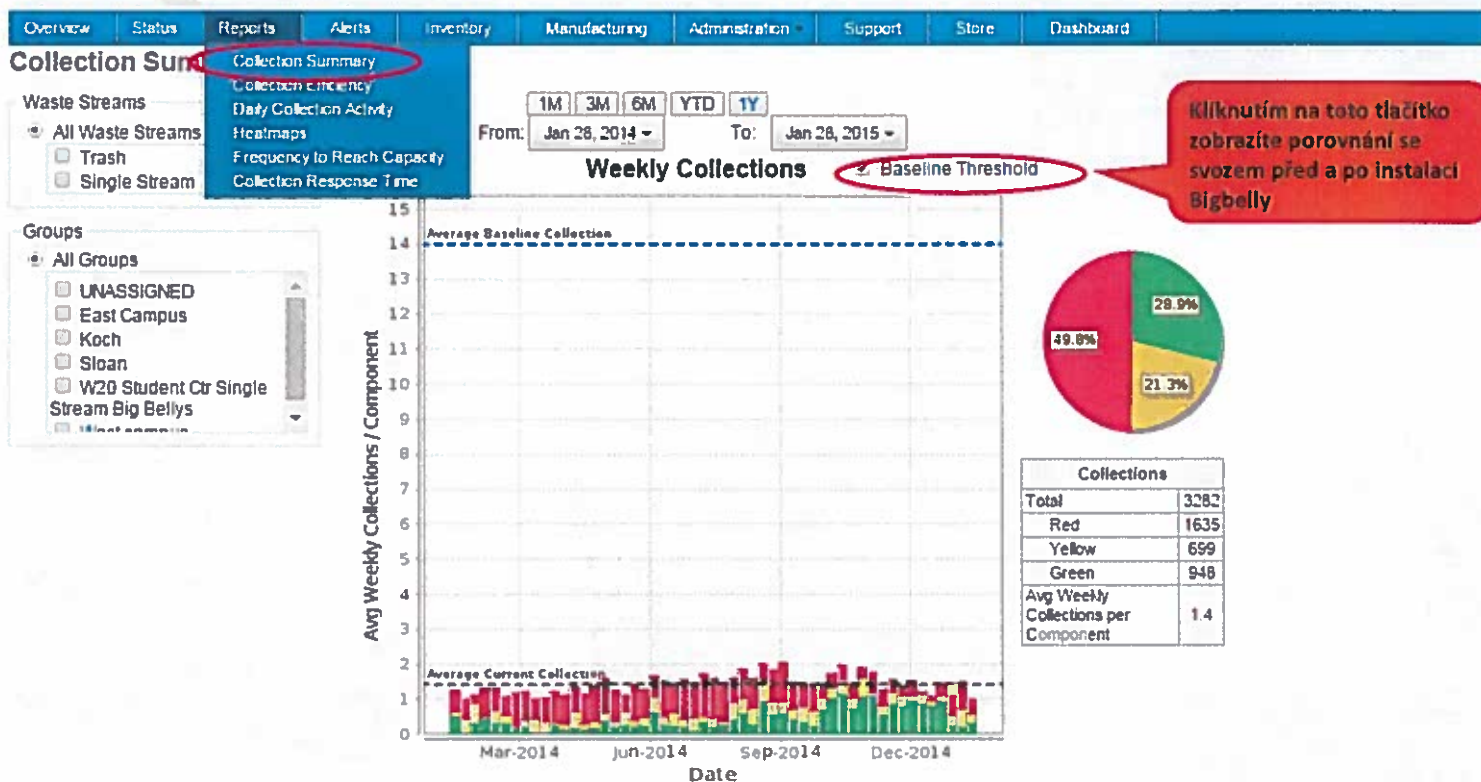 Overview Status Reports Alerts Inventory Manufacturing Administration Support Store Dashboard
Collection Sum
Collection Summary
Collection Efficiency
Daily Collection Activity
Heatmaps
Frequency to Reach Capacity
Collection Response Time
Waste Streams
All Waste Streams
Trash
Single Stream
Groups
All Groups
UNASSIGNED
East Campus
Koch
Sloan
W20 Student Ctr Single
Stream Big Bellys
1M 3M 6M YTD 1Y
From: Jan 28, 2014 To: Jan 28, 2015
Weekly Collections
Baseline Threshold
Kliknutím na toto tlačítko
zobrazíte porovnání se
svozem před a po instalaci
Bigbelly
Avg Weekly Collections / Component
15
Average Baseline Collection
14
13
12
11
10
9
8
7
6
5
4
3
2
Average Current Collection
1
0
Mar-2014 Jun-2014 Sep-2014 Dec-2014
Date
28.9%
49.8%
21.3%
Collections
Total 3282
Red 1635
Yellow 699
Green 948
Avg Weekly
Collections per 1.4
Component